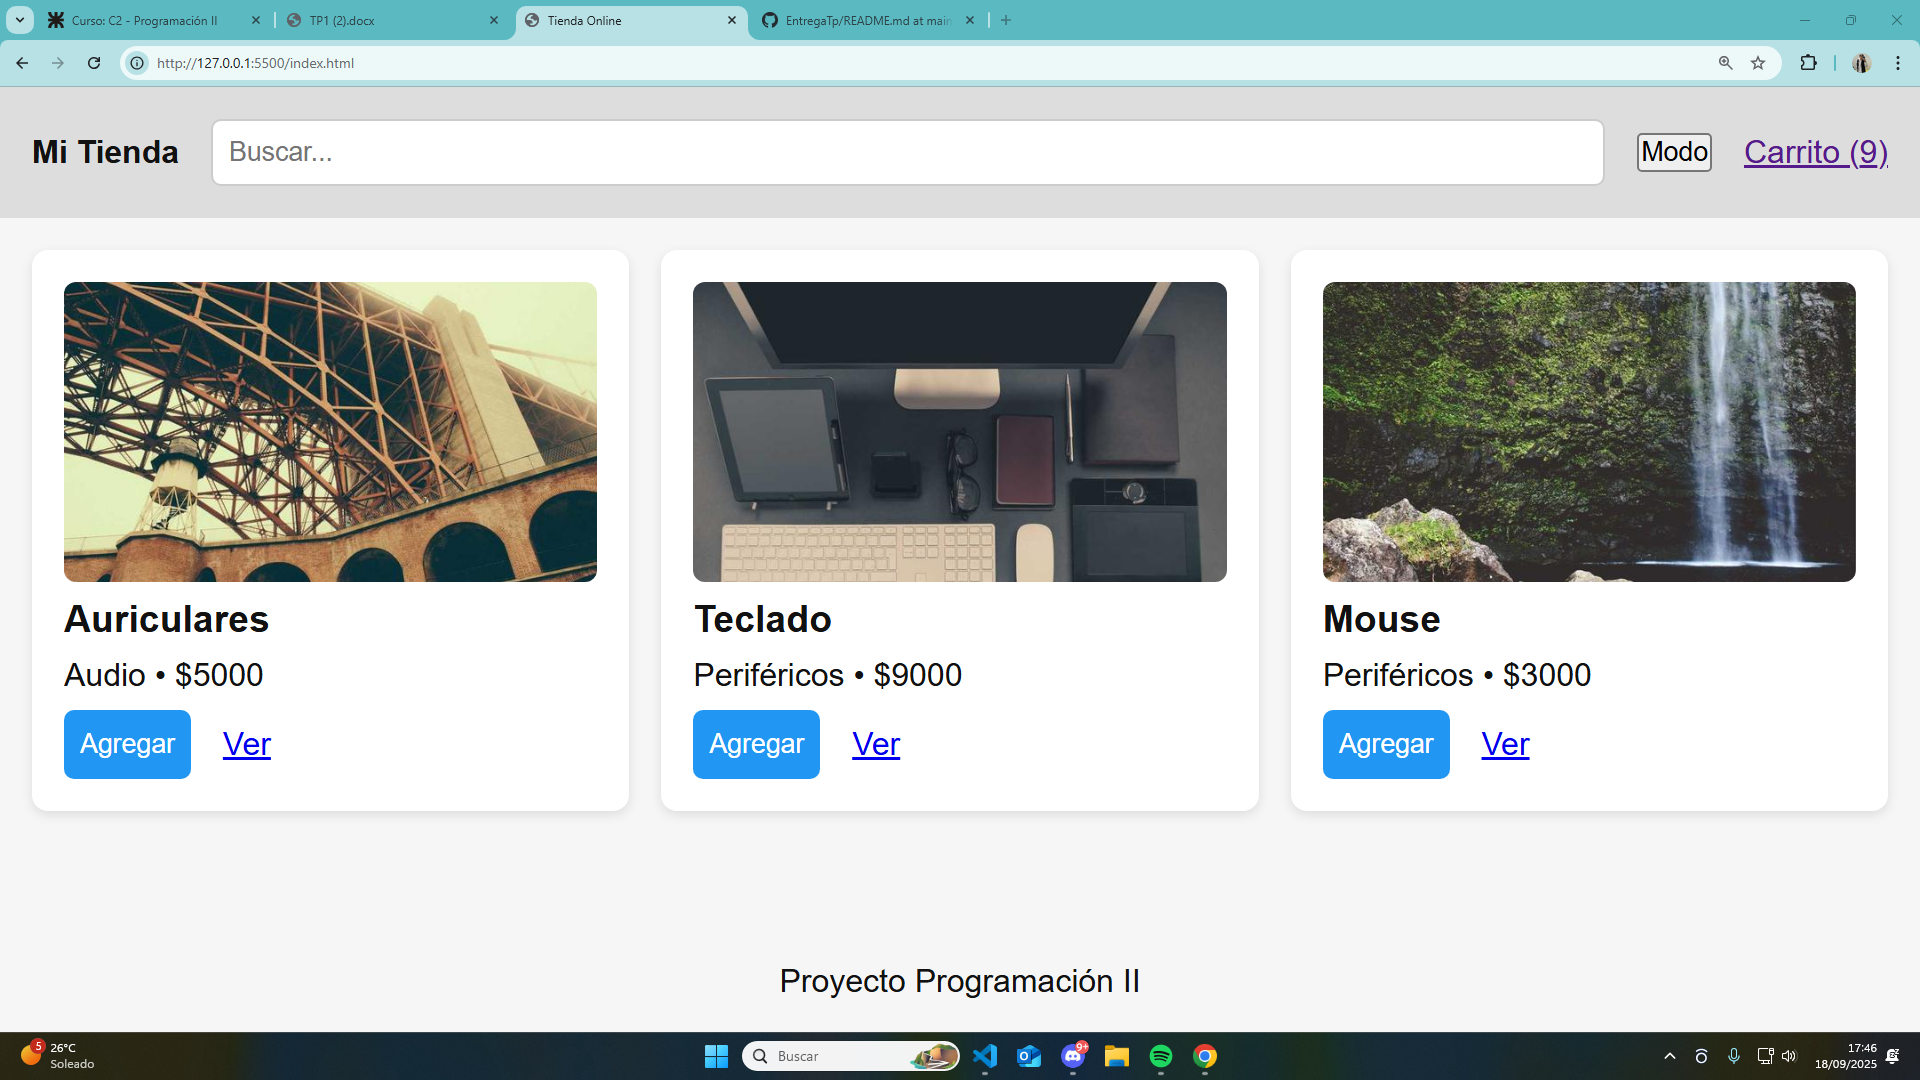 Curso: C2 - Programación II
TP1 (2).docx
Tienda Online
EntregaTp/README.md at main
http://127.0.0.1:5500/index.html
Mi Tienda
Buscar...
Modo
Carrito (9)
Auriculares
Audio • $5000
Agregar
Ver
Teclado
Periféricos • $9000
Agregar
Ver
Mouse
Periféricos • $3000
Agregar
Ver
Proyecto Programación II
5
26°C
Soleado
Buscar
9+
17:46
18/09/2025